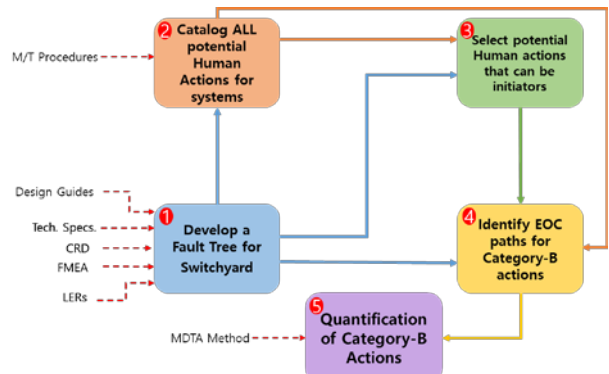 2
Catalog ALL
potential
Human
Actions for
systems
3
Select potential
Human actions
that can be
initiators
M/T Procedures
Design Guides
Tech. Specs.
CRD
FMEA
LERs
1
Develop a
Fault Tree for
Switchyard
4
Identify EOC
paths for
Category-B
actions
MDTA Method
5
Quantification
of Category-B
Actions